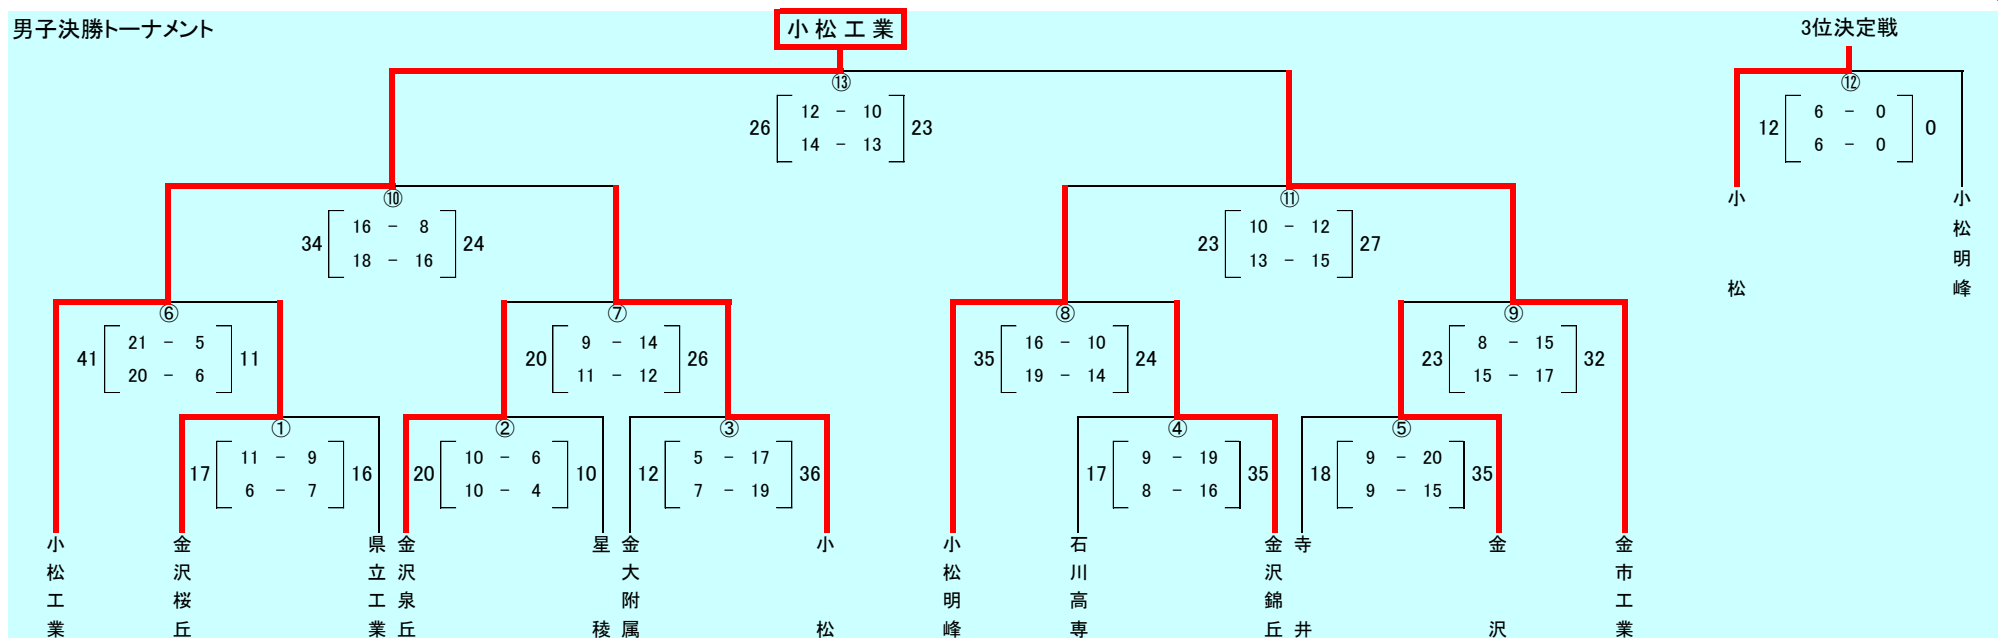 男子決勝トーナメント
小松工業
3位決定戦
⑬
26 12 - 10 23
14 - 13
⑫
12 6 - 0 0
6 - 0
小松
小松明峰
⑩
34 16 - 8 24
18 - 16
⑪
23 10 - 12 27
13 - 15
⑥
41 21 - 5 11
20 - 6
⑦
20 9 - 14 26
11 - 12
⑧
35 16 - 10 24
19 - 14
⑨
23 8 - 15 32
15 - 17
①
17 11 - 9 16
6 - 7
②
20 10 - 6 10
10 - 4
③
12 5 - 17 36
7 - 19
④
17 9 - 19 35
8 - 16
⑤
18 9 - 20 35
9 - 15
小松工業
金沢桜丘
県立工業
金沢泉丘
星稜
金大附属
小松
小松明峰
石川高専
金沢錦丘
寺井
金沢
金市工業